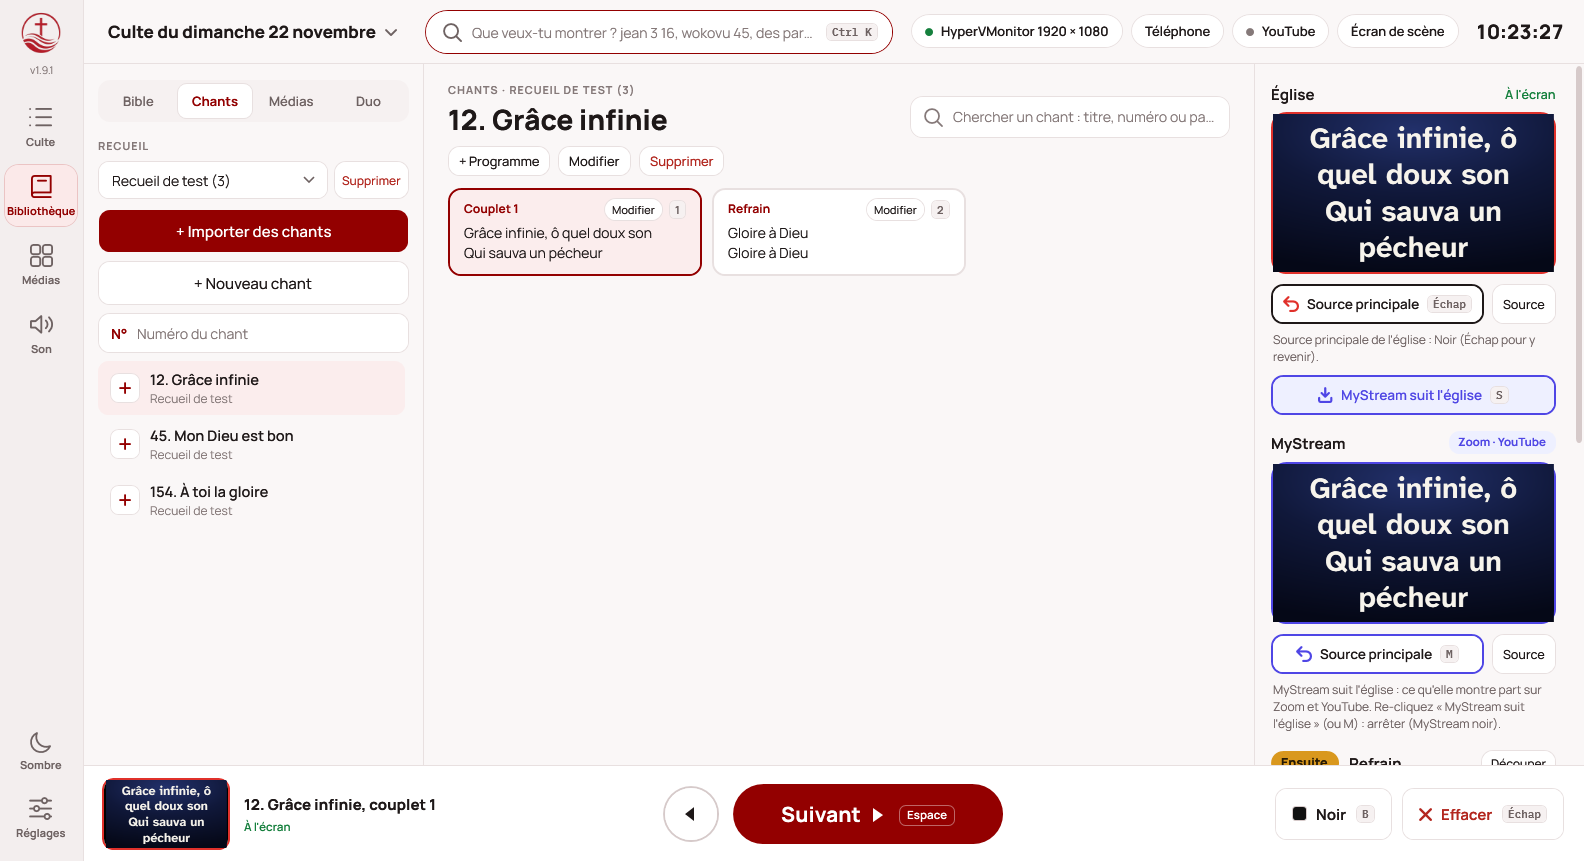 v1.9.1
Culte
Bibliothèque
Médias
Son
Sombre
Réglages
Culte du dimanche 22 novembre
Que veux-tu montrer ? jean 3 16, wokovu 45, des par...
Ctrl K
HyperVMonitor 1920 × 1080
Téléphone
YouTube
Écran de scène
10:23:27
Bible
Chants
Médias
Duo
RECUEIL
Recueil de test (3)
Supprimer
+ Importer des chants
+ Nouveau chant
N° Numéro du chant
12. Grâce infinie
Recueil de test
45. Mon Dieu est bon
Recueil de test
154. À toi la gloire
Recueil de test
CHANTS · RECUEIL DE TEST (3)
12. Grâce infinie
Chercher un chant : titre, numéro ou pa...
+ Programme
Modifier
Supprimer
Couplet 1
Modifier
1
Grâce infinie, ô quel doux son
Qui sauva un pécheur
Refrain
Modifier
2
Gloire à Dieu
Gloire à Dieu
Église
À l'écran
Grâce infinie, ô
quel doux son
Qui sauva un
pécheur
Source principale Échap
Source
Source principale de l'église : Noir (Échap pour y
revenir).
MyStream suit l'église S
MyStream
Zoom · YouTube
Grâce infinie, ô
quel doux son
Qui sauva un
pécheur
Source principale M
Source
MyStream suit l'église : ce qu'elle montre part sur
Zoom et YouTube. Re-cliquez « MyStream suit
l'église » (ou M) : arrêter (MyStream noir).
Ensuite
Refrain
Découper
Grâce infinie, ô
quel doux son
Qui sauva un
pécheur
12. Grâce infinie, couplet 1
À l'écran
Suivant
Espace
Noir B
Effacer Échap